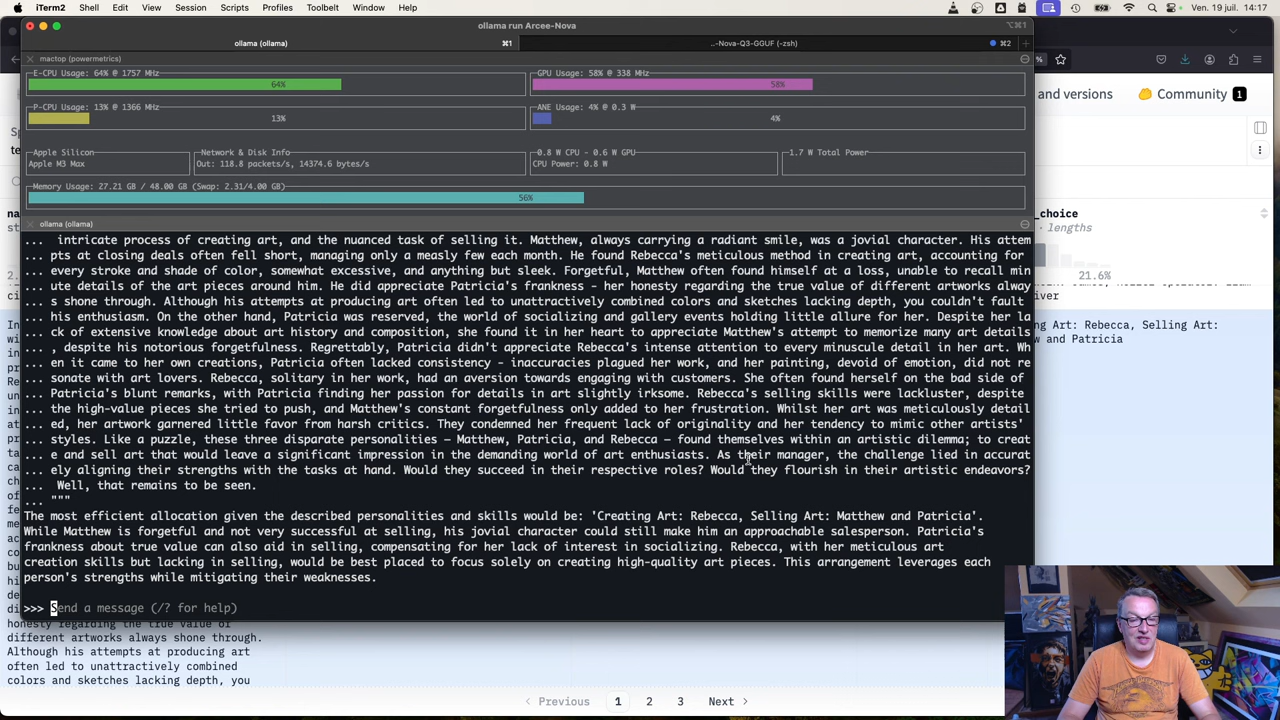 iTerm2 Shell Edit View Session Scripts Profiles Toolbelt Window Help
Ven. 19 juil. 14:17
ollama run Arcee-Nova
⌥⌘1
ollama (ollama) ⌘1
..-Nova-Q3-GGUF (-zsh) ⌘2
mactop (powermetrics)
E-CPU Usage: 64% @ 1757 MHz
64%
GPU Usage: 58% @ 338 MHz
58%
P-CPU Usage: 13% @ 1366 MHz
13%
ANE Usage: 4% @ 0.3 W
4%
Apple Silicon
Apple M3 Max
Network & Disk Info
Out: 118.8 packets/s, 14374.6 bytes/s
0.8 W CPU - 0.6 W GPU
CPU Power: 0.8 W
1.7 W Total Power
Memory Usage: 27.21 GB / 48.00 GB (Swap: 2.31/4.00 GB)
56%
ollama (ollama)
... intricate process of creating art, and the nuanced task of selling it. Matthew, always carrying a radiant smile, was a jovial character. His attem
... pts at closing deals often fell short, managing only a measly few each month. He found Rebecca's meticulous method in creating art, accounting for
... every stroke and shade of color, somewhat excessive, and anything but sleek. Forgetful, Matthew often found himself at a loss, unable to recall min
... ute details of the art pieces around him. He did appreciate Patricia's frankness - her honesty regarding the true value of different artworks alway
... s shone through. Although his attempts at producing art often led to unattractively combined colors and sketches lacking depth, you couldn't fault
... his enthusiasm. On the other hand, Patricia was reserved, the world of socializing and gallery events holding little allure for her. Despite her la
... ck of extensive knowledge about art history and composition, she found it in her heart to appreciate Matthew's attempt to memorize many art details
... , despite his notorious forgetfulness. Regrettably, Patricia didn't appreciate Rebecca's intense attention to every minuscule detail in her art. Wh
... en it came to her own creations, Patricia often lacked consistency - inaccuracies plagued her work, and her painting, devoid of emotion, did not re
... sonate with art lovers. Rebecca, solitary in her work, had an aversion towards engaging with customers. She often found herself on the bad side of
... Patricia's blunt remarks, with Patricia finding her passion for details in art slightly irksome. Rebecca's selling skills were lackluster, despite
... the high-value pieces she tried to push, and Matthew's constant forgetfulness only added to her frustration. Whilst her art was meticulously detail
... ed, her artwork garnered little favor from harsh critics. They condemned her frequent lack of originality and her tendency to mimic other artists'
... styles. Like a puzzle, these three disparate personalities – Matthew, Patricia, and Rebecca – found themselves within an artistic dilemma; to creat
... e and sell art that would leave a significant impression in the demanding world of art enthusiasts. As their manager, the challenge lied in accurat
... ely aligning their strengths with the tasks at hand. Would they succeed in their respective roles? Would they flourish in their artistic endeavors?
... Well, that remains to be seen.
... """
The most efficient allocation given the described personalities and skills would be: 'Creating Art: Rebecca, Selling Art: Matthew and Patricia'.
While Matthew is forgetful and not very successful at selling, his jovial character could still make him an approachable salesperson. Patricia's
frankness about true value can also aid in selling, compensating for her lack of interest in socializing. Rebecca, with her meticulous art
creation skills but lacking in selling, would be best placed to focus solely on creating high-quality art pieces. This arrangement leverages each
person's strengths while mitigating their weaknesses.
>>> Send a message (/? for help)
and versions
Community 1
_choice
· lengths
21.6%
river
ng Art: Rebecca, Selling Art:
w and Patricia
honesty regarding the true value of
different artworks always shone through.
Although his attempts at producing art
often led to unattractively combined
colors and sketches lacking depth, you
Previous 1 2 3 Next